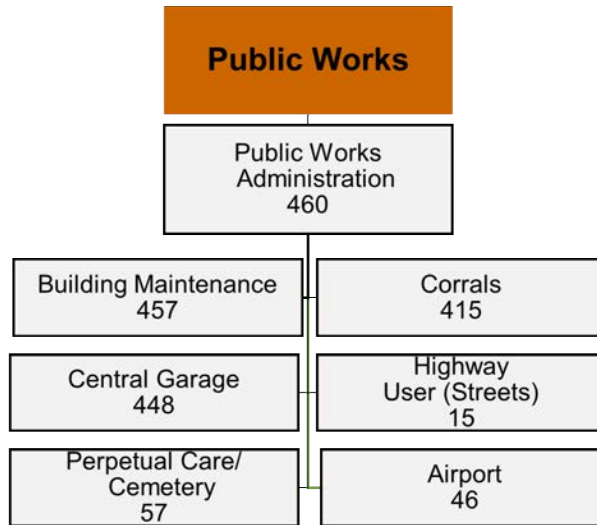 Public Works
Public Works
Administration
460
Building Maintenance
457
Corrals
415
Central Garage
448
Highway
User (Streets)
15
Perpetual Care/
Cemetery
57
Airport
46